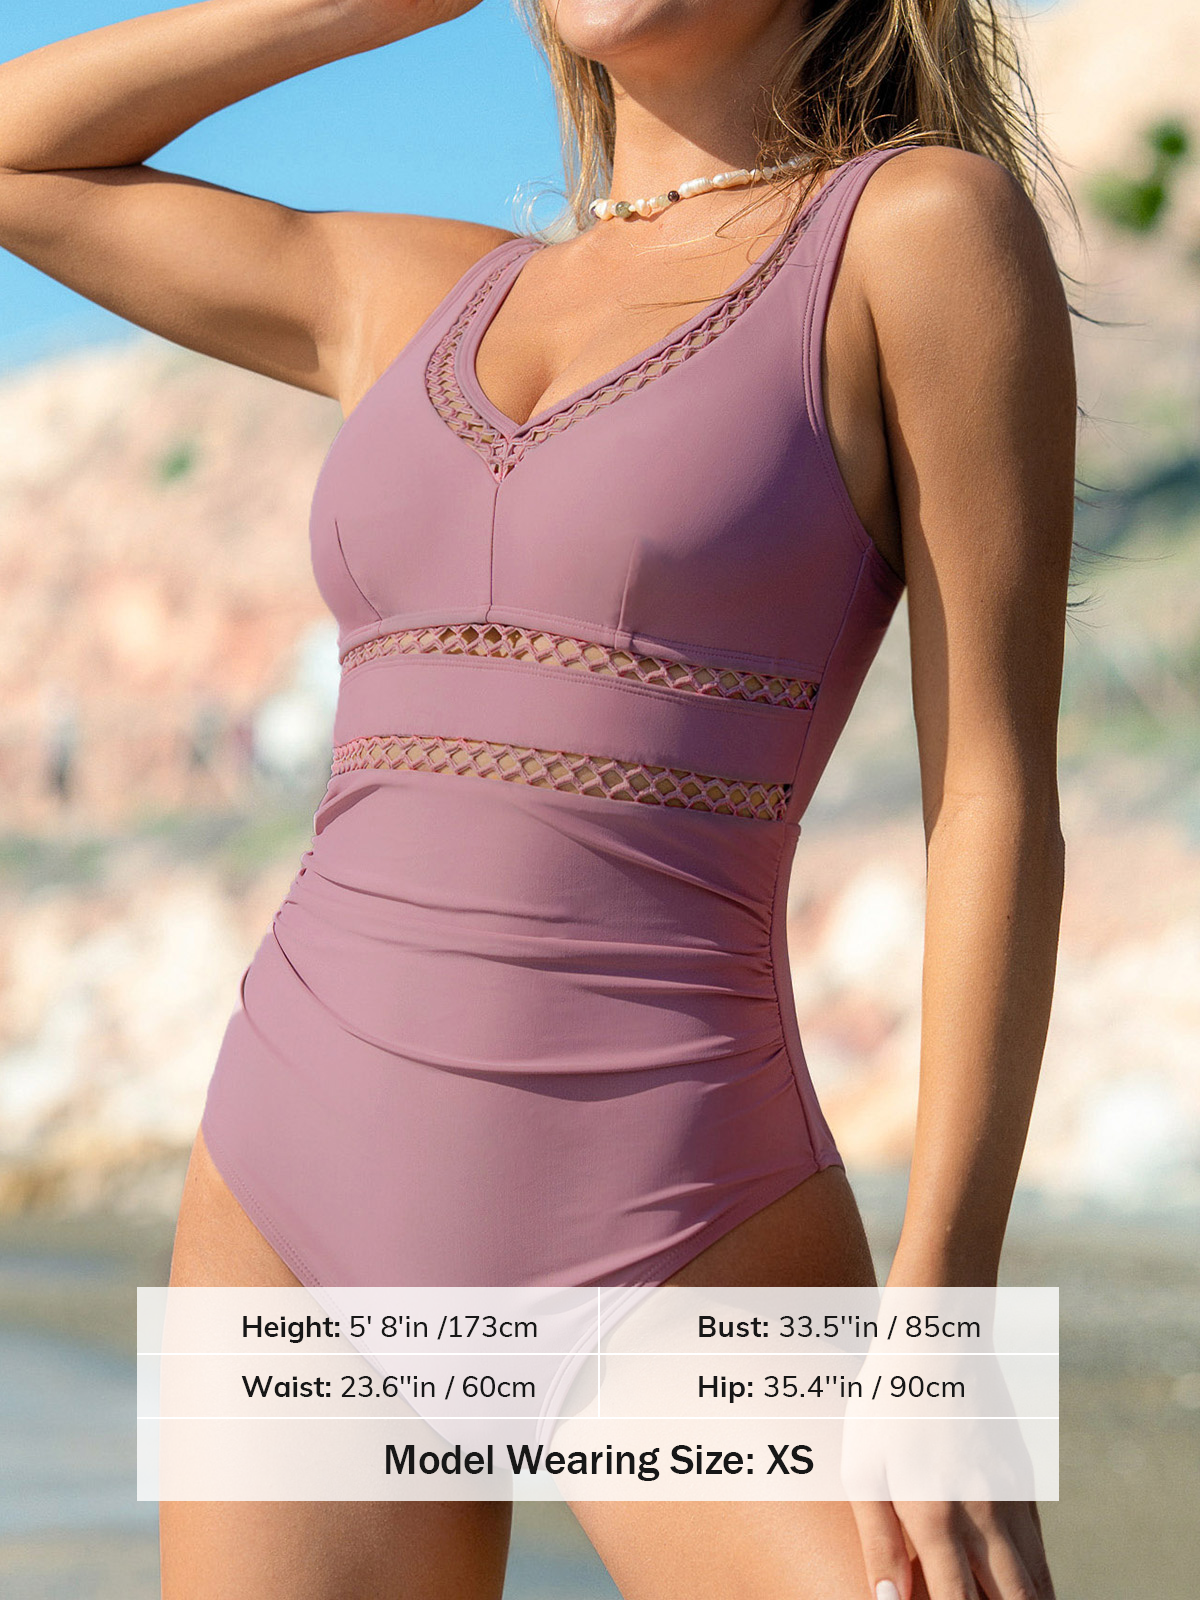 Height: 5' 8'in /173cm
Bust: 33.5''in / 85cm
Waist: 23.6''in / 60cm
Hip: 35.4''in / 90cm
Model Wearing Size: XS